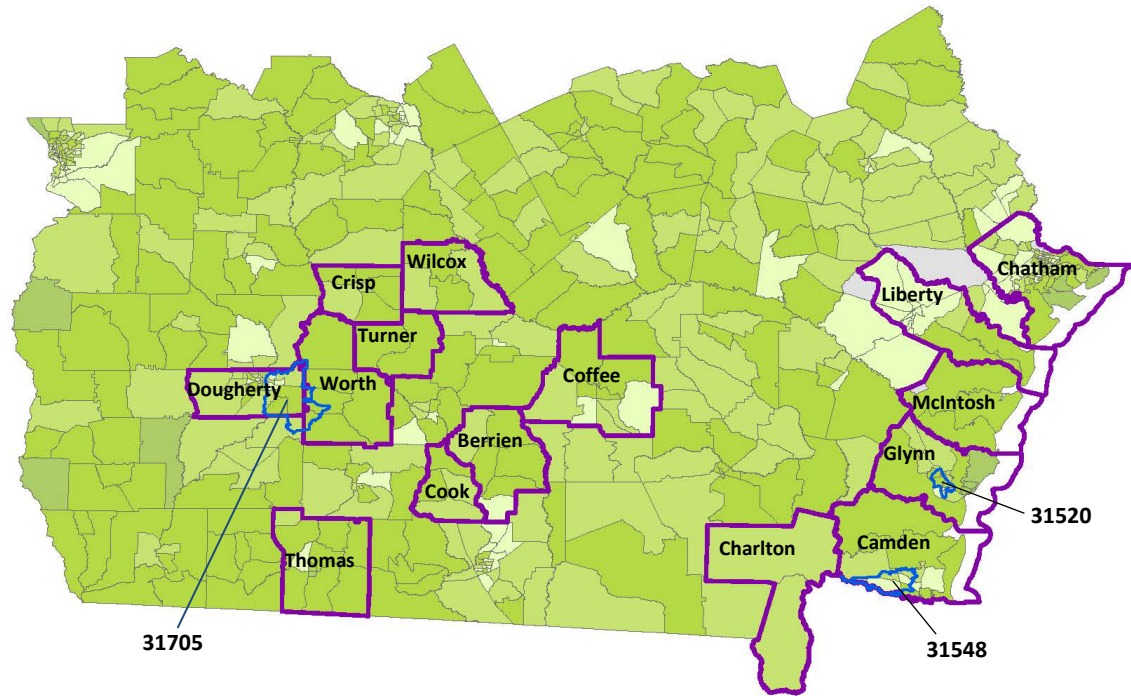 Wilcox
Chatham
Crisp
Liberty
Turner
Coffee
Dougherty
Worth
McIntosh
Berrien
Glynn
Cook
31520
Charlton
Camden
Thomas
31705
31548